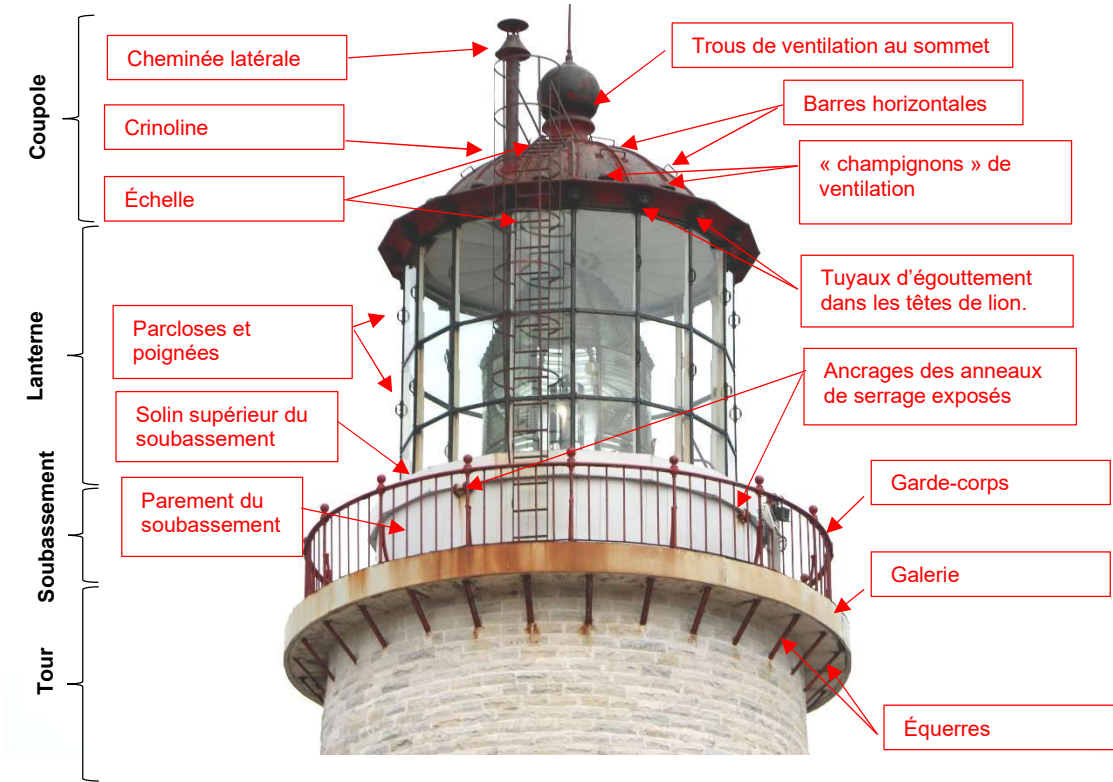 Coupole
Lanterne
Soubassement
Tour
Cheminée latérale
Crinoline
Échelle
Parcloses et
poignées
Solin supérieur du
soubassement
Parement du
soubassement
Trous de ventilation au sommet
Barres horizontales
« champignons » de
ventilation
Tuyaux d’égouttement
dans les têtes de lion.
Ancrages des anneaux
de serrage exposés
Garde-corps
Galerie
Équerres